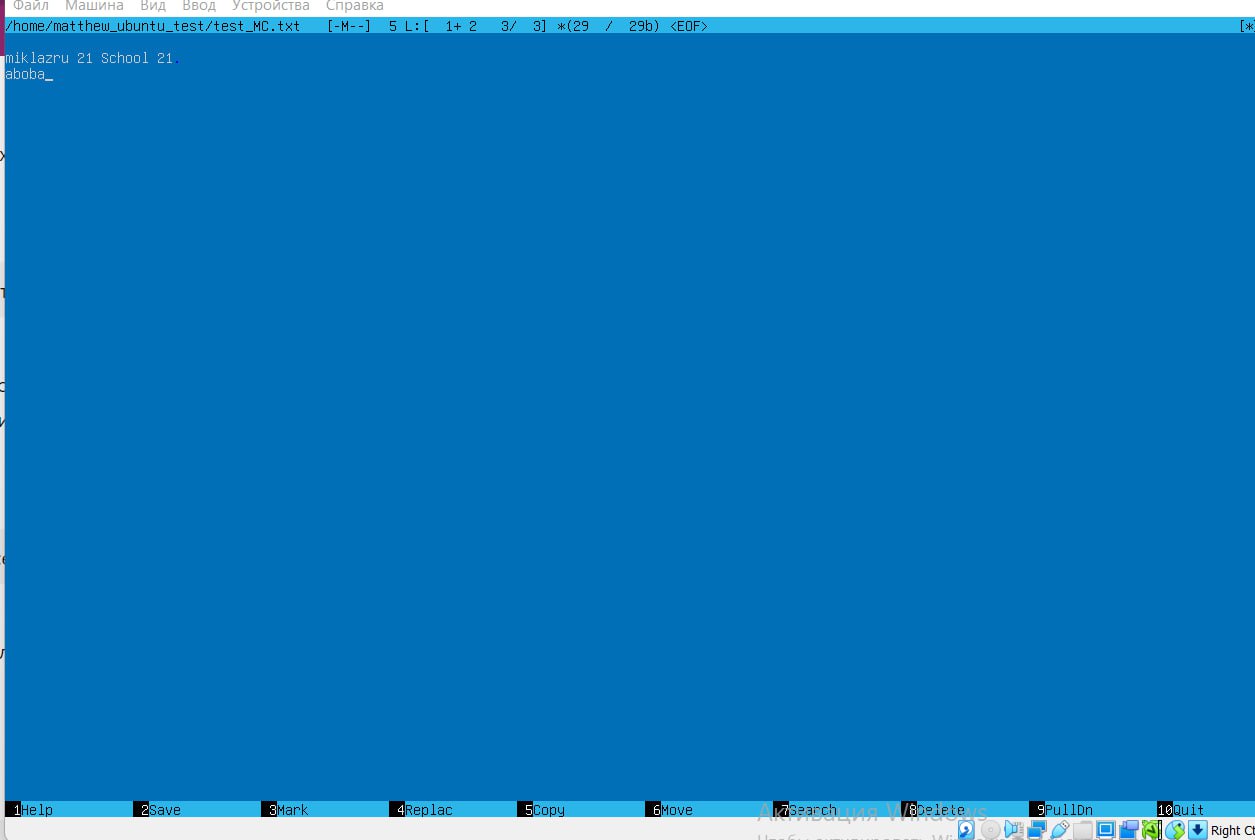 Файл Машина Вид Ввод Устройства Справка
/home/matthew_ubuntu_test/test_MC.txt [-M--] 5 L:[ 1+ 2 3/ 3] *(29 / 29b) <EOF> [*
miklazru 21 School 21.
aboba_
1Help 2Save 3Mark 4Replac 5Copy 6Move 7Search 8Delete 9PullDn 10Quit
Активация Windows
Чтобы активировать
Right